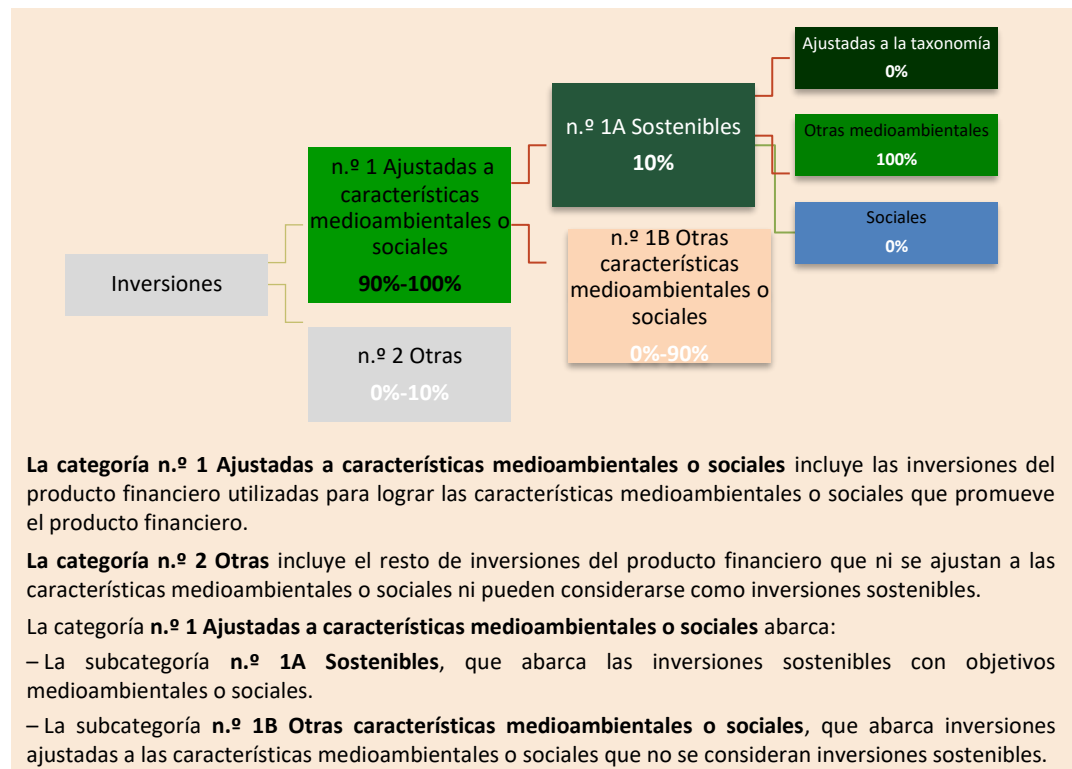 Ajustadas a la taxonomía
0%
n.º 1A Sostenibles
10%
Otras medioambientales
100%
n.º 1 Ajustadas a
características
medioambientales o
sociales
90%-100%
Sociales
0%
n.º 1B Otras
características
medioambientales o
sociales
0%-90%
Inversiones
n.º 2 Otras
0%-10%
La categoría n.º 1 Ajustadas a características medioambientales o sociales incluye las inversiones del
producto financiero utilizadas para lograr las características medioambientales o sociales que promueve
el producto financiero.
La categoría n.º 2 Otras incluye el resto de inversiones del producto financiero que ni se ajustan a las
características medioambientales o sociales ni pueden considerarse como inversiones sostenibles.
La categoría n.º 1 Ajustadas a características medioambientales o sociales abarca:
– La subcategoría n.º 1A Sostenibles, que abarca las inversiones sostenibles con objetivos
medioambientales o sociales.
– La subcategoría n.º 1B Otras características medioambientales o sociales, que abarca inversiones
ajustadas a las características medioambientales o sociales que no se consideran inversiones sostenibles.